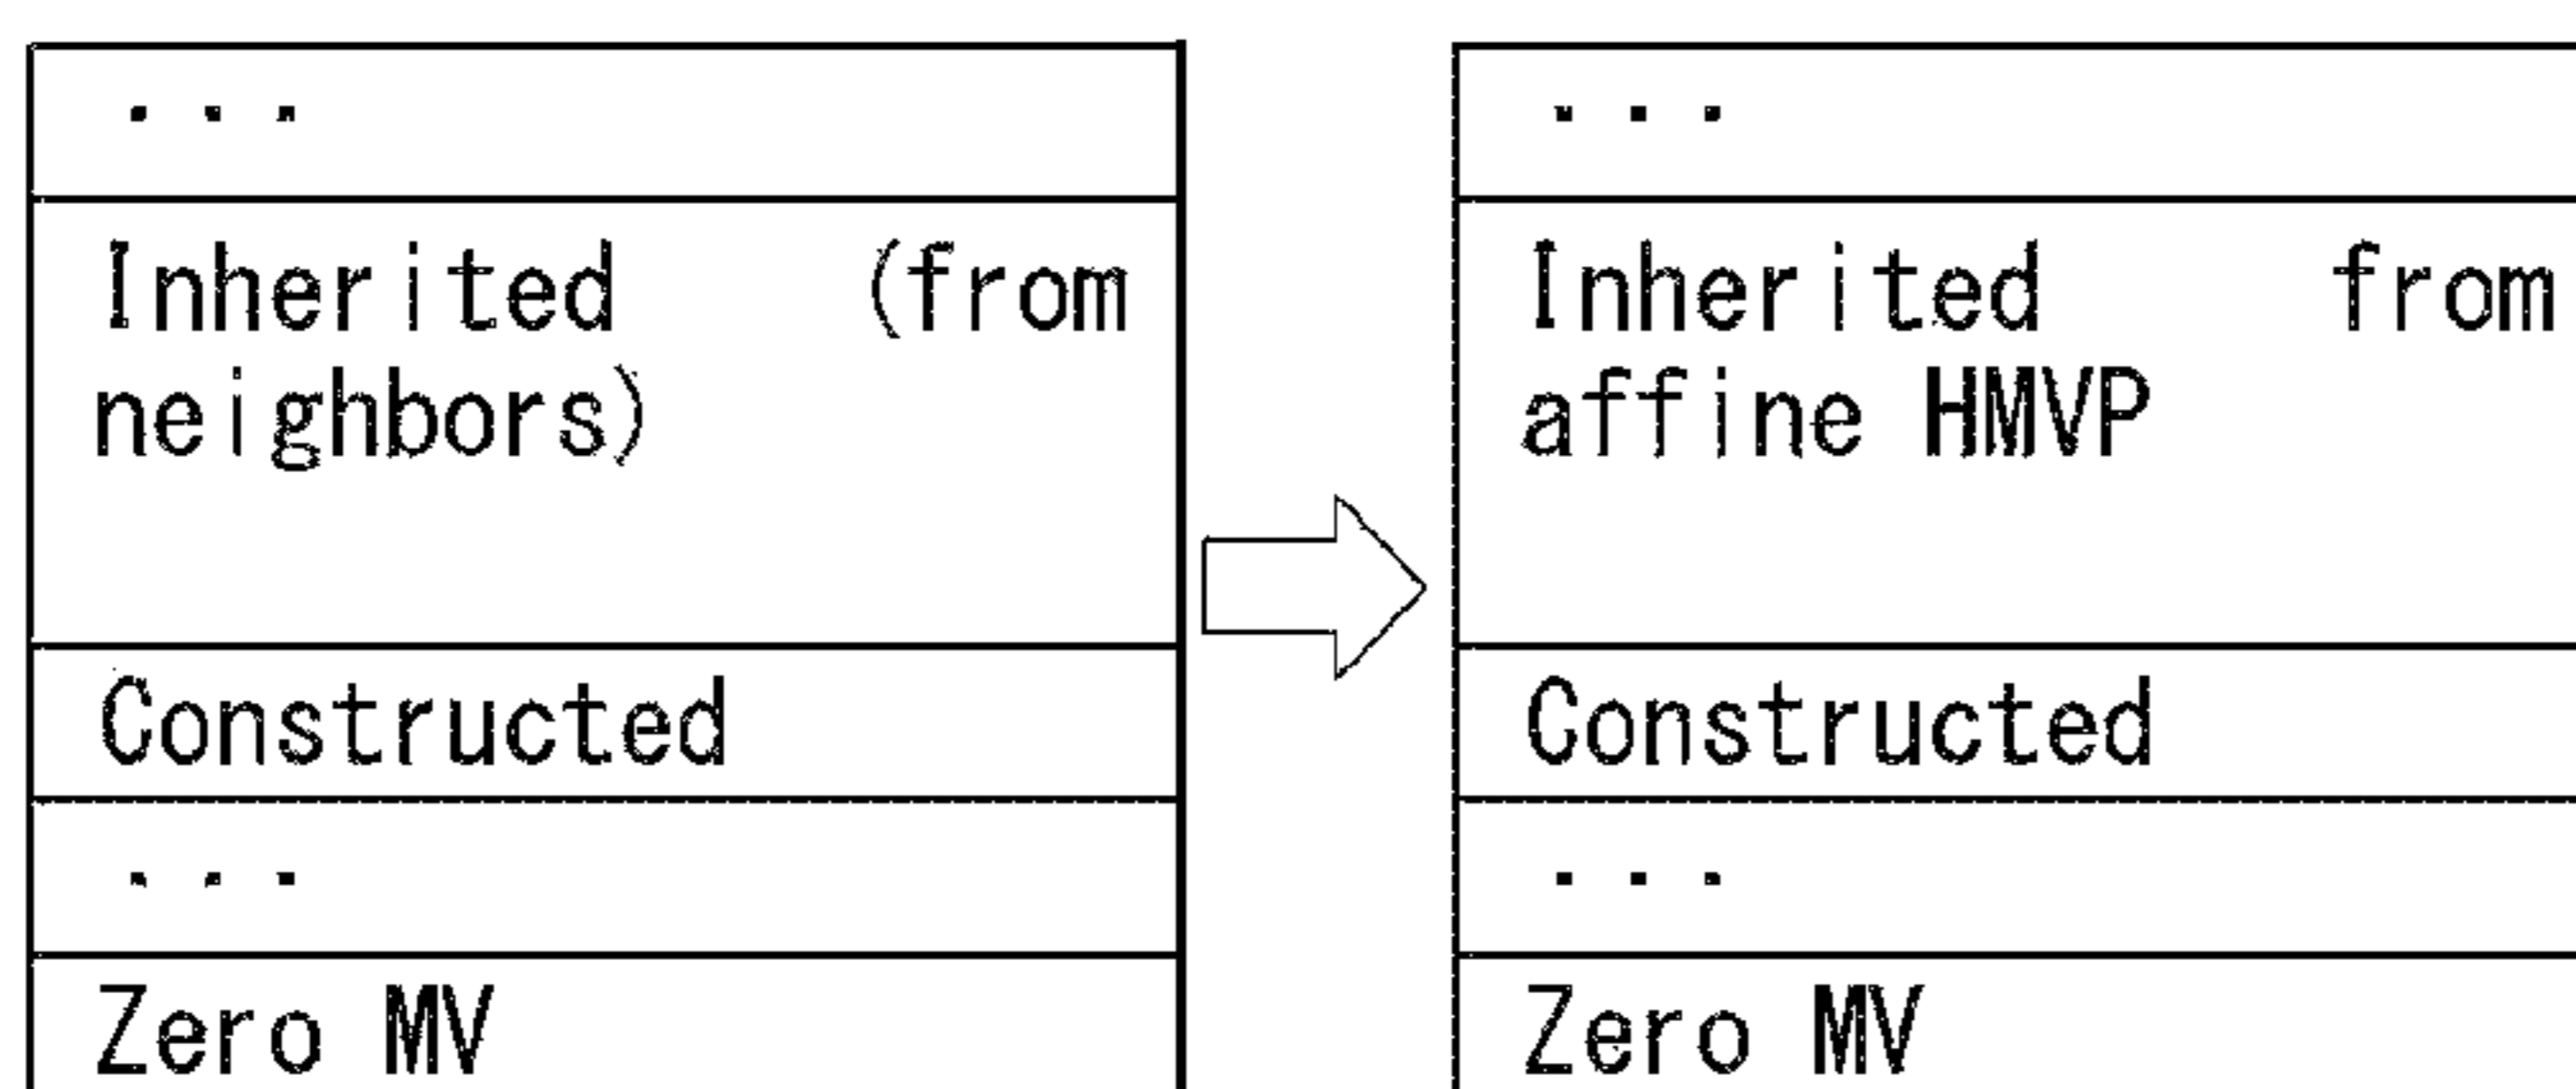 . . .
Inherited (from
neighbors)
Constructed
. . .
Zero MV
. . .
Inherited from
affine HMVP
Constructed
. . .
Zero MV